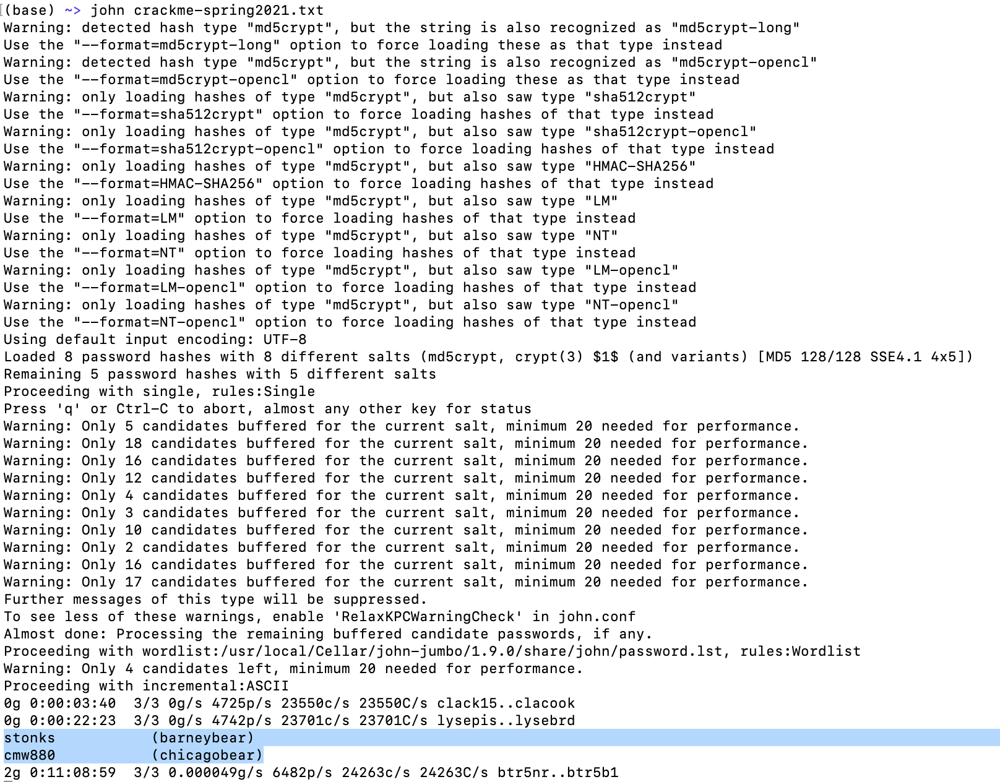 (base) ~> john crackme-spring2021.txt
Warning: detected hash type "md5crypt", but the string is also recognized as "md5crypt-long"
Use the "--format=md5crypt-long" option to force loading these as that type instead
Warning: detected hash type "md5crypt", but the string is also recognized as "md5crypt-opencl"
Use the "--format=md5crypt-opencl" option to force loading these as that type instead
Warning: only loading hashes of type "md5crypt", but also saw type "sha512crypt"
Use the "--format=sha512crypt" option to force loading hashes of that type instead
Warning: only loading hashes of type "md5crypt", but also saw type "sha512crypt-opencl"
Use the "--format=sha512crypt-opencl" option to force loading hashes of that type instead
Warning: only loading hashes of type "md5crypt", but also saw type "HMAC-SHA256"
Use the "--format=HMAC-SHA256" option to force loading hashes of that type instead
Warning: only loading hashes of type "md5crypt", but also saw type "LM"
Use the "--format=LM" option to force loading hashes of that type instead
Warning: only loading hashes of type "md5crypt", but also saw type "NT"
Use the "--format=NT" option to force loading hashes of that type instead
Warning: only loading hashes of type "md5crypt", but also saw type "LM-opencl"
Use the "--format=LM-opencl" option to force loading hashes of that type instead
Warning: only loading hashes of type "md5crypt", but also saw type "NT-opencl"
Use the "--format=NT-opencl" option to force loading hashes of that type instead
Using default input encoding: UTF-8
Loaded 8 password hashes with 8 different salts (md5crypt, crypt(3) $1$ (and variants) [MD5 128/128 SSE4.1 4x5])
Remaining 5 password hashes with 5 different salts
Proceeding with single, rules:Single
Press 'q' or Ctrl-C to abort, almost any other key for status
Warning: Only 5 candidates buffered for the current salt, minimum 20 needed for performance.
Warning: Only 18 candidates buffered for the current salt, minimum 20 needed for performance.
Warning: Only 16 candidates buffered for the current salt, minimum 20 needed for performance.
Warning: Only 12 candidates buffered for the current salt, minimum 20 needed for performance.
Warning: Only 4 candidates buffered for the current salt, minimum 20 needed for performance.
Warning: Only 3 candidates buffered for the current salt, minimum 20 needed for performance.
Warning: Only 10 candidates buffered for the current salt, minimum 20 needed for performance.
Warning: Only 2 candidates buffered for the current salt, minimum 20 needed for performance.
Warning: Only 16 candidates buffered for the current salt, minimum 20 needed for performance.
Warning: Only 17 candidates buffered for the current salt, minimum 20 needed for performance.
Further messages of this type will be suppressed.
To see less of these warnings, enable 'RelaxKPCWarningCheck' in john.conf
Almost done: Processing the remaining buffered candidate passwords, if any.
Proceeding with wordlist:/usr/local/Cellar/john-jumbo/1.9.0/share/john/password.lst, rules:Wordlist
Warning: Only 4 candidates left, minimum 20 needed for performance.
Proceeding with incremental:ASCII
0g 0:00:03:40  3/3 0g/s 4725p/s 23550c/s 23550C/s clack15..clacook
0g 0:00:22:23  3/3 0g/s 4742p/s 23701c/s 23701C/s lysepis..lysebrd
stonks           (barneybear)
cmw880           (chicagobear)
2g 0:11:08:59  3/3 0.000049g/s 6482p/s 24263c/s 24263C/s btr5nr..btr5b1